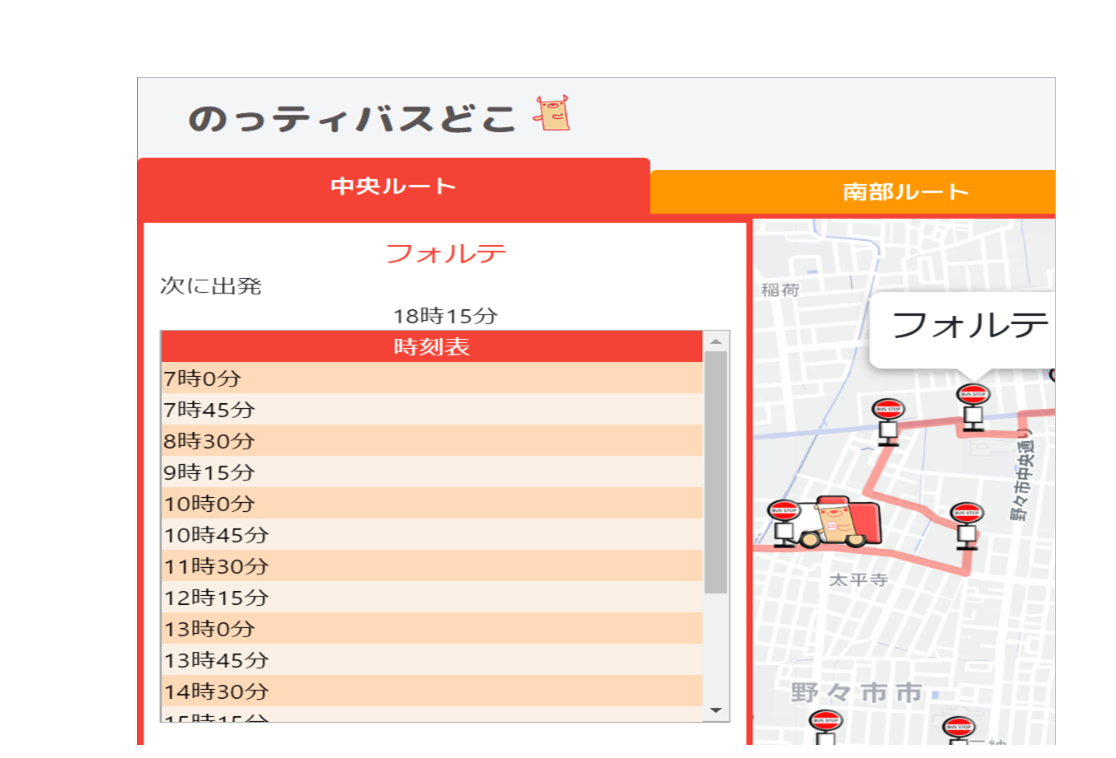 のっティバスどこ
中央ルート
南部ルート
フォルテ
次に出発
18時15分
時刻表
7時0分
7時45分
8時30分
9時15分
10時0分
10時45分
11時30分
12時15分
13時0分
13時45分
14時30分
15時15分
稲荷
フォルテ
BUS STOP
BUS STOP
野々市中央通り
BUS STOP
BUS STOP
太平寺
野々市市
BUS STOP
BUS STOP